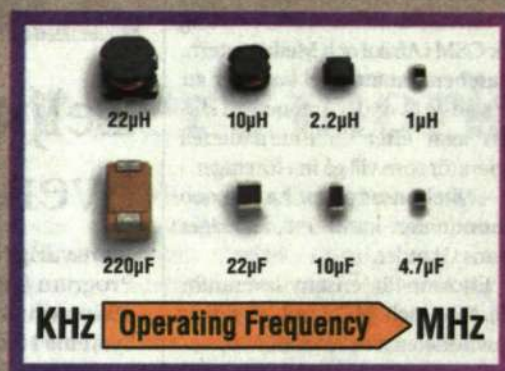 22µH 10µH 2.2µH 1µH
220µF 22µF 10µF 4.7µF
KHz Operating Frequency MHz